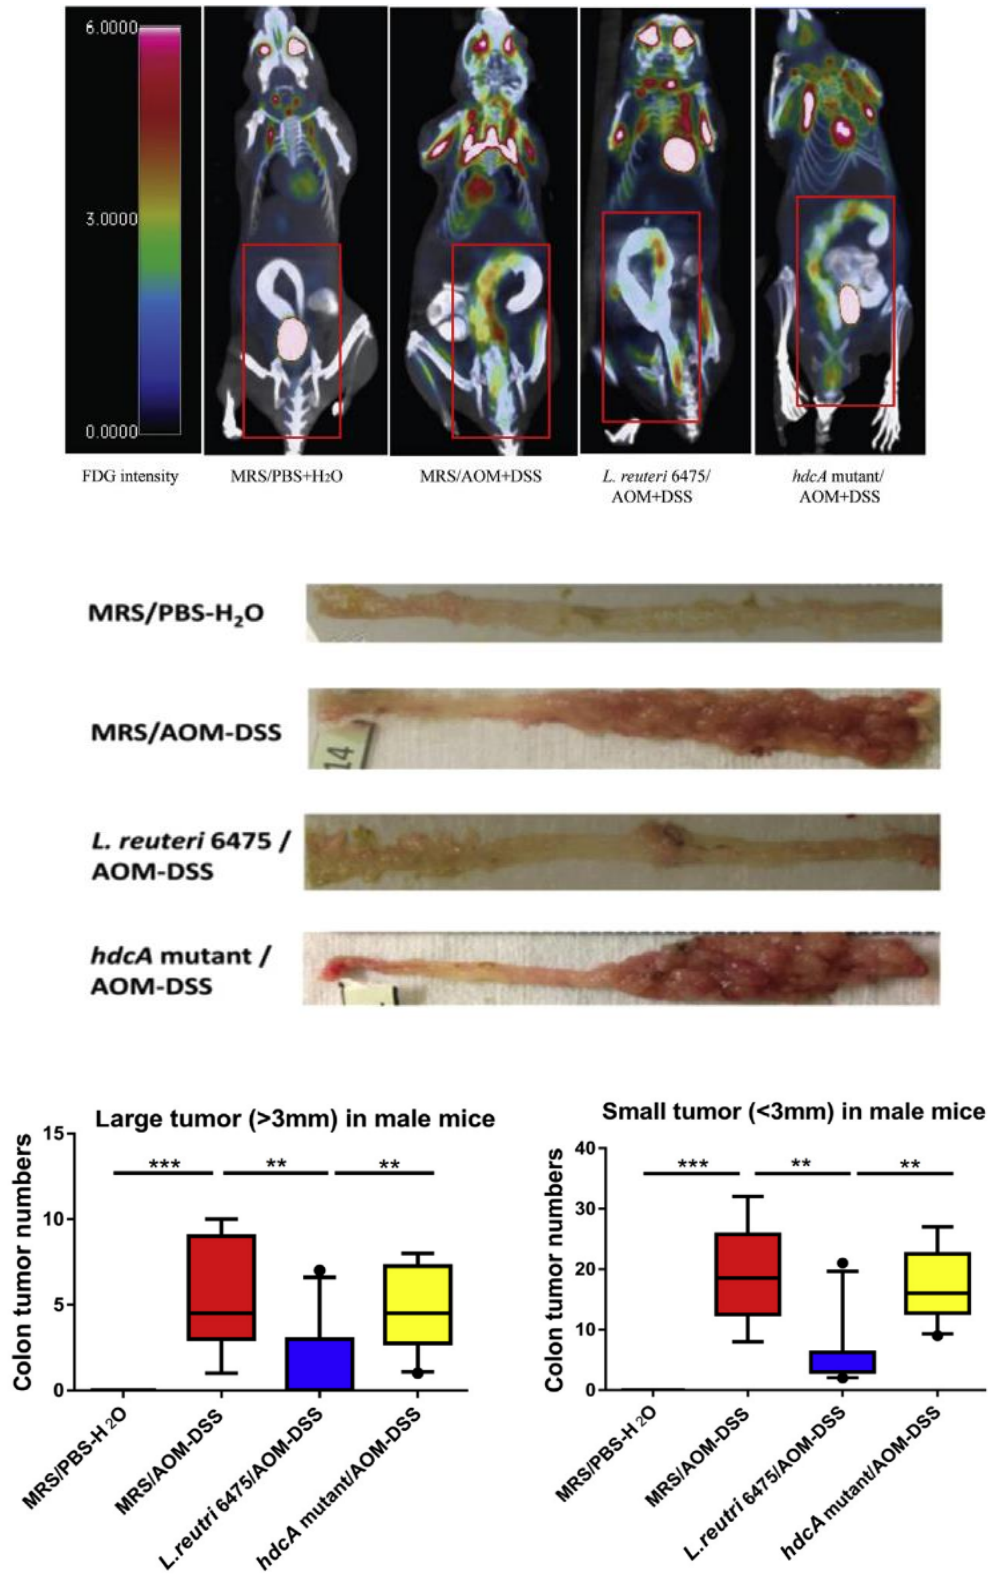 6.0000
3.0000
0.0000
FDG intensity
MRS/PBS+H2O
MRS/AOM+DSS
L. reuteri 6475/
AOM+DSS
hdcA mutant/
AOM+DSS
MRS/PBS-H2O
MRS/AOM-DSS
14
L. reuteri 6475 /
AOM-DSS
hdcA mutant /
AOM-DSS
Large tumor (>3mm) in male mice
Colon tumor numbers
15
10
5
0
***
**
**
MRS/PBS-H2O
MRS/AOM-DSS
L.reutri 6475/AOM-DSS
hdcA mutant/AOM-DSS
Small tumor (<3mm) in male mice
Colon tumor numbers
40
30
20
10
0
***
**
**
MRS/PBS-H2O
MRS/AOM-DSS
L.reutri 6475/AOM-DSS
hdcA mutant/AOM-DSS